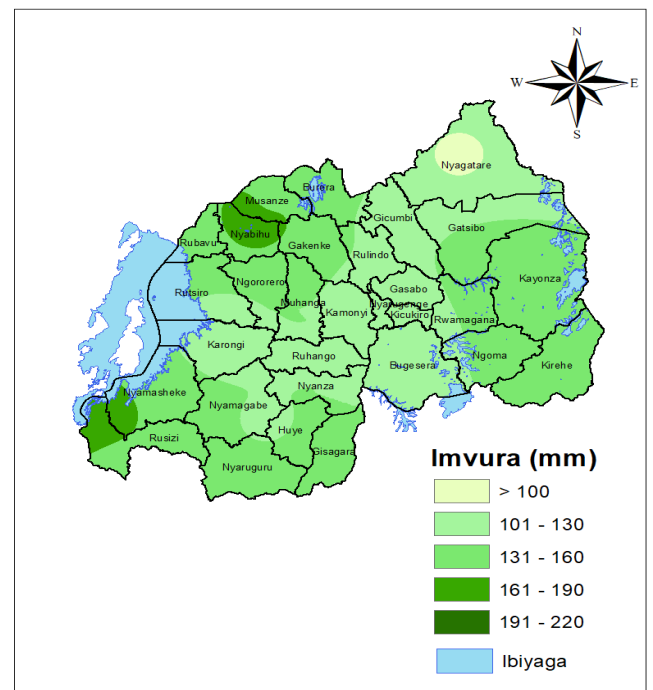 N
W E
S
Nyagatare
Burera
Musanze
Gicumbi
Gatsibo
Nyabihu
Rubavu
Gakenke
Rulindo
Kayonza
Ngororero
Gasabo
Rutsiro
Muhanga
Kamonyi
Nyarugenge
Kicukiro
Rwamagana
Karongi
Ruhango
Bugesera
Ngoma
Kirehe
Nyamasheke
Nyanza
Nyamagabe
Huye
Rusizi
Gisagara
Nyaruguru
Imvura (mm)
> 100
101 - 130
131 - 160
161 - 190
191 - 220
Ibiyaga